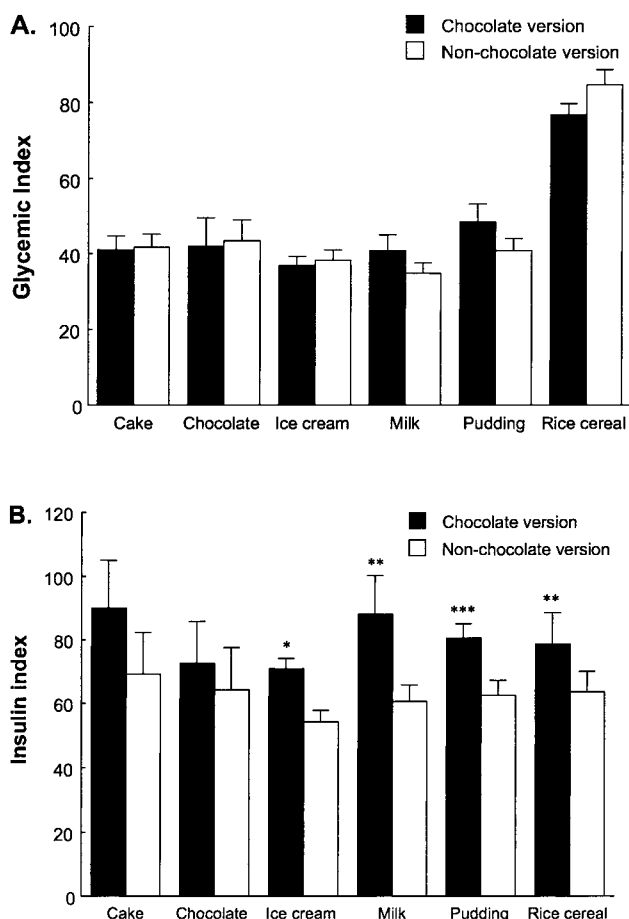 A.
Chocolate version
Non-chocolate version
100
80
60
40
20
0
Glycemic Index
Cake Chocolate Ice cream Milk Pudding Rice cereal
B.
Chocolate version
Non-chocolate version
120
100
80
60
40
20
0
Insulin index
* ** *** **
Cake Chocolate Ice cream Milk Pudding Rice cereal